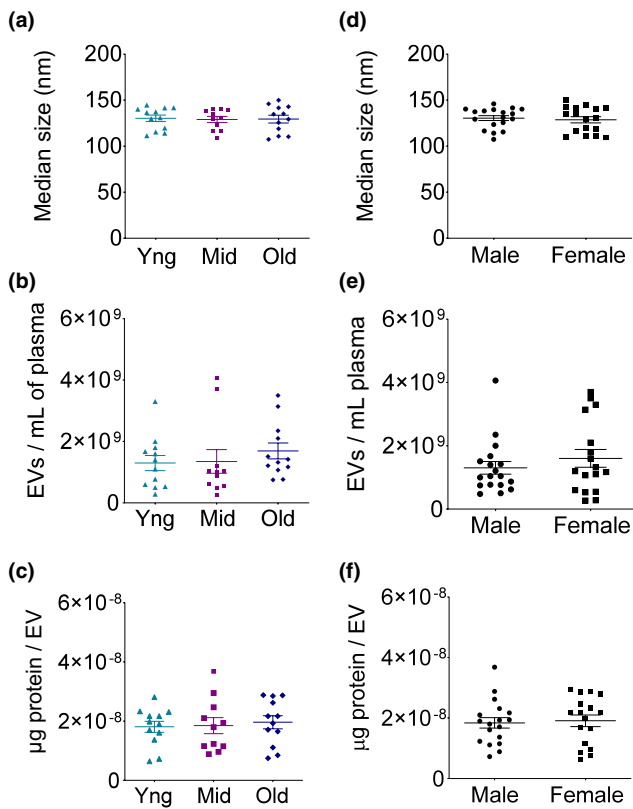 (a)
Median size (nm)
200
150
100
50
0
Yng Mid Old
(b)
EVs / mL of plasma
6×10⁹
4×10⁹
2×10⁹
0
Yng Mid Old
(c)
µg protein / EV
6×10⁻⁸
4×10⁻⁸
2×10⁻⁸
0
Yng Mid Old
(d)
Median size (nm)
200
150
100
50
0
Male Female
(e)
EVs / mL plasma
6×10⁹
4×10⁹
2×10⁹
0
Male Female
(f)
µg protein / EV
6×10⁻⁸
4×10⁻⁸
2×10⁻⁸
0
Male Female